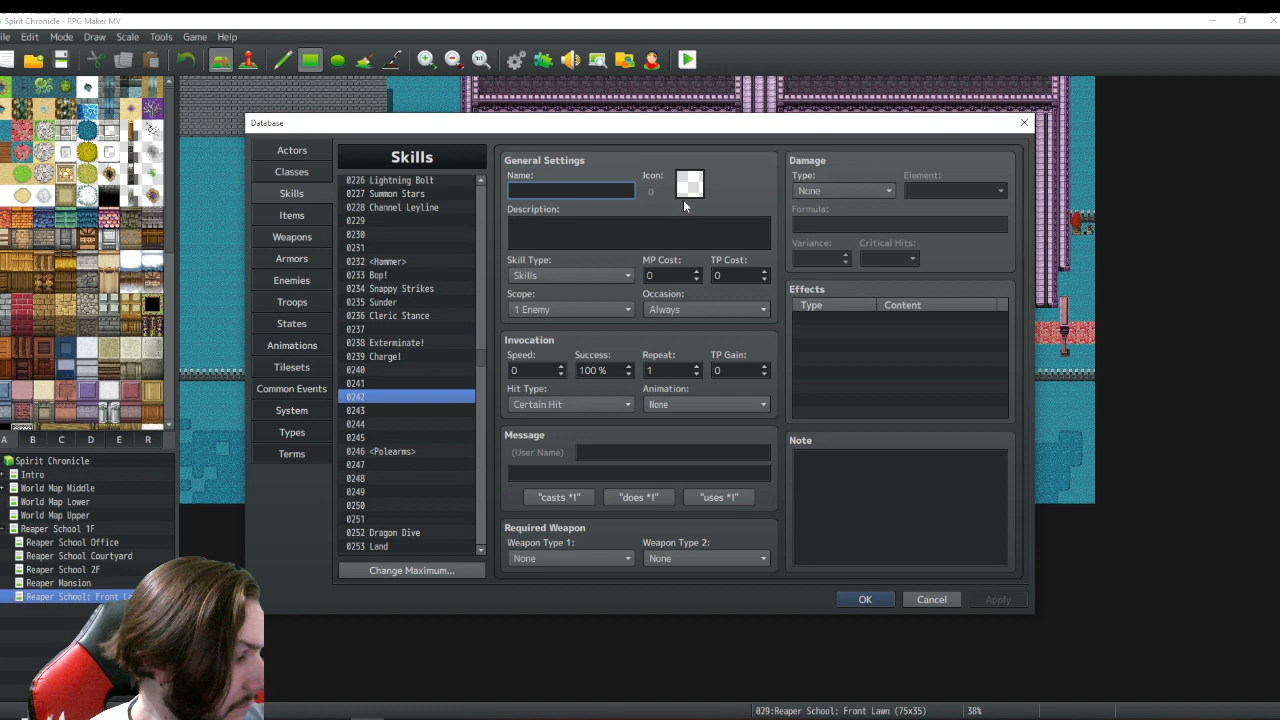 Spirit Chronicle - RPG Maker MV
ile Edit Mode Draw Scale Tools Game Help
Database
Actors
Classes
Skills
Items
Weapons
Armors
Enemies
Troops
States
Animations
Tilesets
Common Events
System
Types
Terms
Skills
0226 Lightning Bolt
0227 Summon Stars
0228 Channel Leyline
0229
0230
0231
0232 <Hammer>
0233 Bop!
0234 Snappy Strikes
0235 Sunder
0236 Cleric Stance
0237
0238 Exterminate!
0239 Charge!
0240
0241
0242
0243
0244
0245
0246 <Polearms>
0247
0248
0249
0250
0251
0252 Dragon Dive
0253 Land
Change Maximum...
General Settings
Name: Icon:
0
Description:
Skill Type: MP Cost: TP Cost:
Skills 0 0
Scope: Occasion:
1 Enemy Always
Invocation
Speed: Success: Repeat: TP Gain:
0 100 % 1 0
Hit Type: Animation:
Certain Hit None
Message
(User Name)
"casts *!" "does *!" "uses *!"
Required Weapon
Weapon Type 1: Weapon Type 2:
None None
Damage
Type: Element:
None
Formula:
Variance: Critical Hits:
Effects
Type Content
Note
OK Cancel Apply
A B C D E R
Spirit Chronicle
Intro
World Map Middle
World Map Lower
World Map Upper
Reaper School 1F
Reaper School Office
Reaper School Courtyard
Reaper School 2F
Reaper Mansion
Reaper School: Front La
029:Reaper School: Front Lawn (75x35) 38%